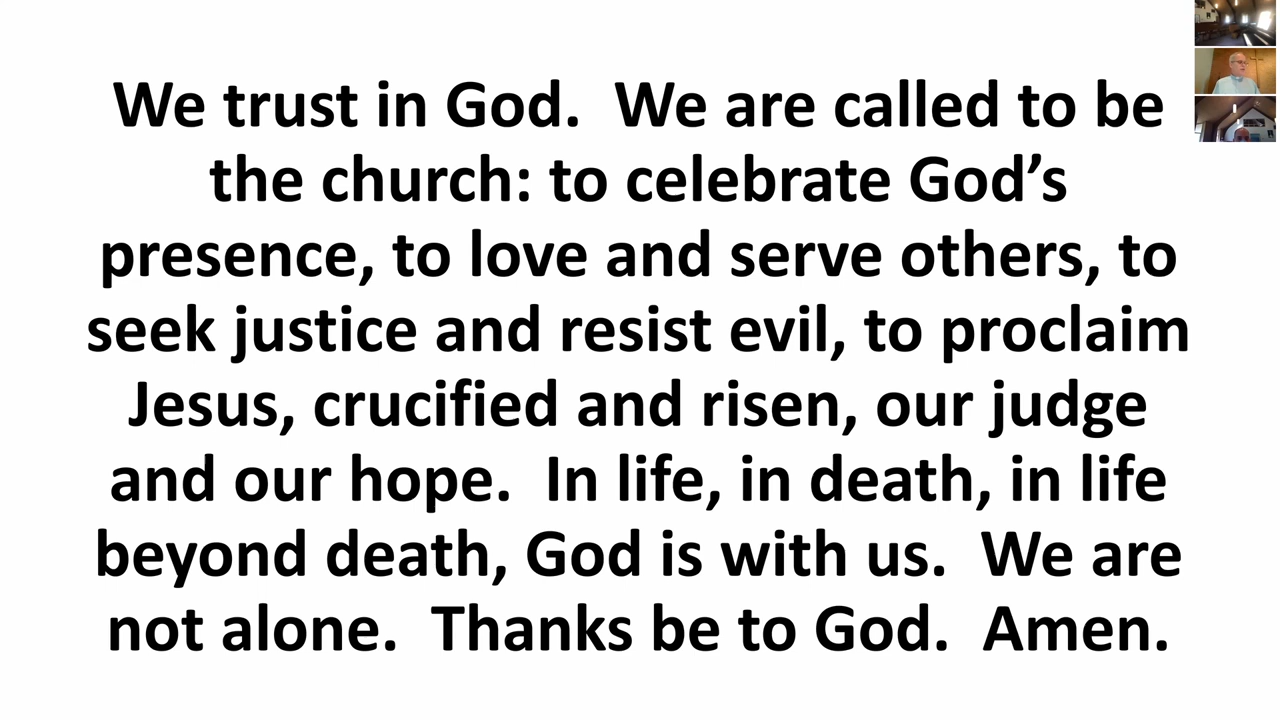 We trust in God.  We are called to be
the church: to celebrate God’s
presence, to love and serve others, to
seek justice and resist evil, to proclaim
Jesus, crucified and risen, our judge
and our hope.  In life, in death, in life
beyond death, God is with us.  We are
not alone.  Thanks be to God.  Amen.